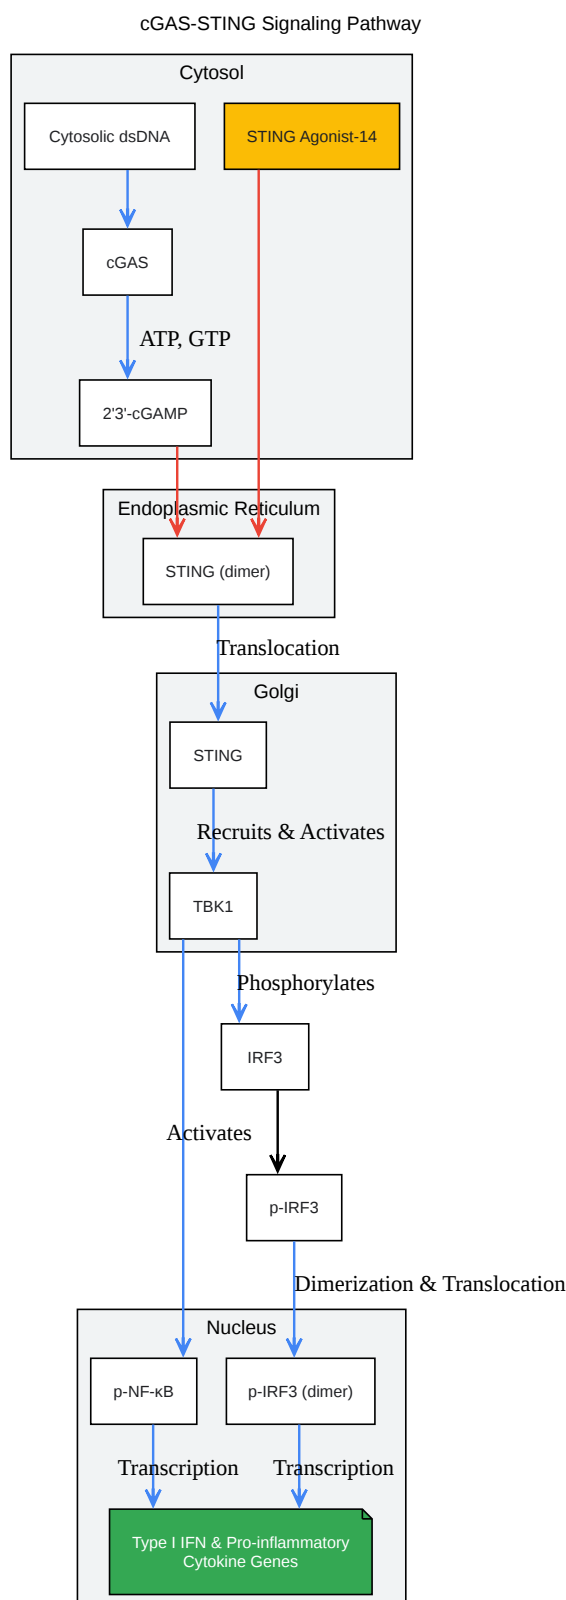 cGAS-STING Signaling Pathway
Cytosol
Cytosolic dsDNA
STING Agonist-14
cGAS
ATP, GTP
2'3'-cGAMP
Endoplasmic Reticulum
STING (dimer)
Translocation
Golgi
STING
Recruits & Activates
TBK1
Phosphorylates
IRF3
Activates
p-IRF3
Dimerization & Translocation
Nucleus
p-NF-κB
p-IRF3 (dimer)
Transcription
Transcription
Type I IFN & Pro-inflammatory
Cytokine Genes